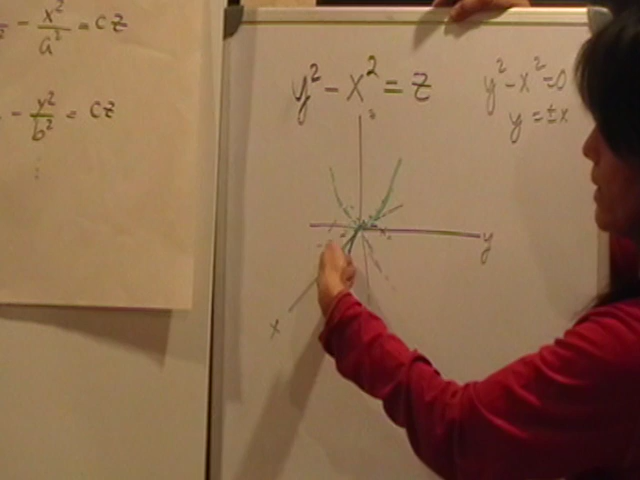 - x²/a² = cz
- y²/b² = cz
y² - x² = z
y² - x² = 0
y = ±x
z
y
x